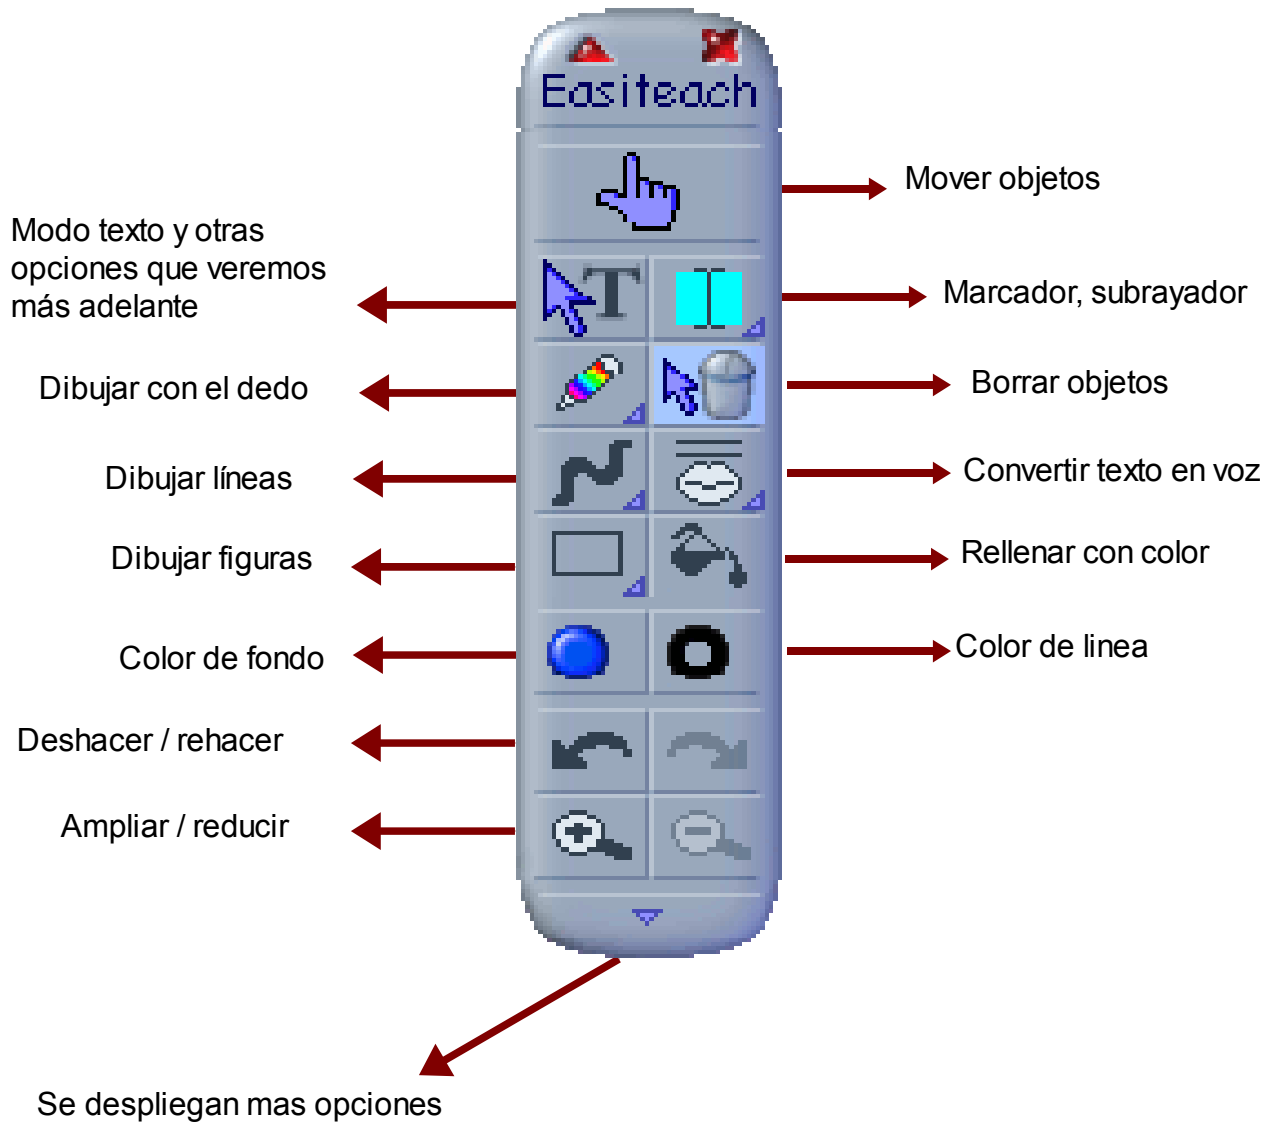 Easiteach
Mover objetos
Modo texto y otras
opciones que veremos
más adelante
Marcador, subrayador
Dibujar con el dedo
Borrar objetos
Dibujar líneas
Convertir texto en voz
Dibujar figuras
Rellenar con color
Color de fondo
Color de linea
Deshacer / rehacer
Ampliar / reducir
Se despliegan mas opciones